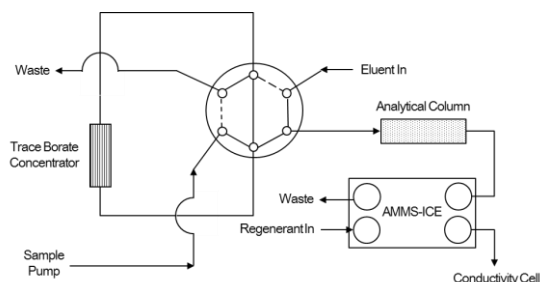 Waste
Eluent In
Analytical Column
Trace Borate
Concentrator
Waste
AMMS-ICE
Regenerant In
Sample
Pump
Conductivity Cell